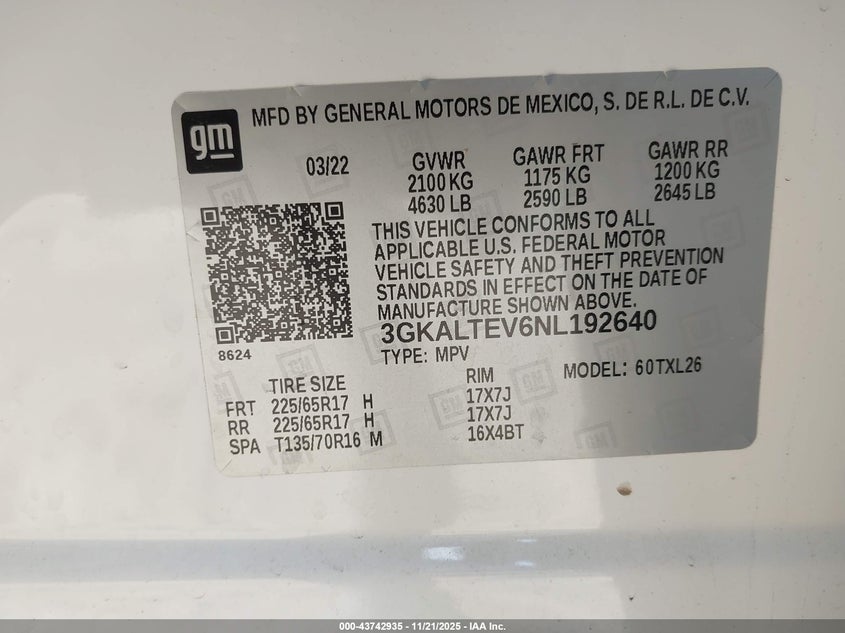 gm
MFD BY GENERAL MOTORS DE MEXICO, S. DE R.L. DE C.V.
03/22 GVWR GAWR FRT GAWR RR
2100 KG 1175 KG 1200 KG
4630 LB 2590 LB 2645 LB
THIS VEHICLE CONFORMS TO ALL
APPLICABLE U.S. FEDERAL MOTOR
VEHICLE SAFETY AND THEFT PREVENTION
STANDARDS IN EFFECT ON THE DATE OF
MANUFACTURE SHOWN ABOVE.
8624
3GKALTEV6NL192640
TYPE: MPV MODEL: 60TXL26
TIRE SIZE RIM
FRT 225/65R17 H 17X7J
RR 225/65R17 H 17X7J
SPA T135/70R16 M 16X4BT
000-43742935 - 11/21/2025 - IAA Inc.